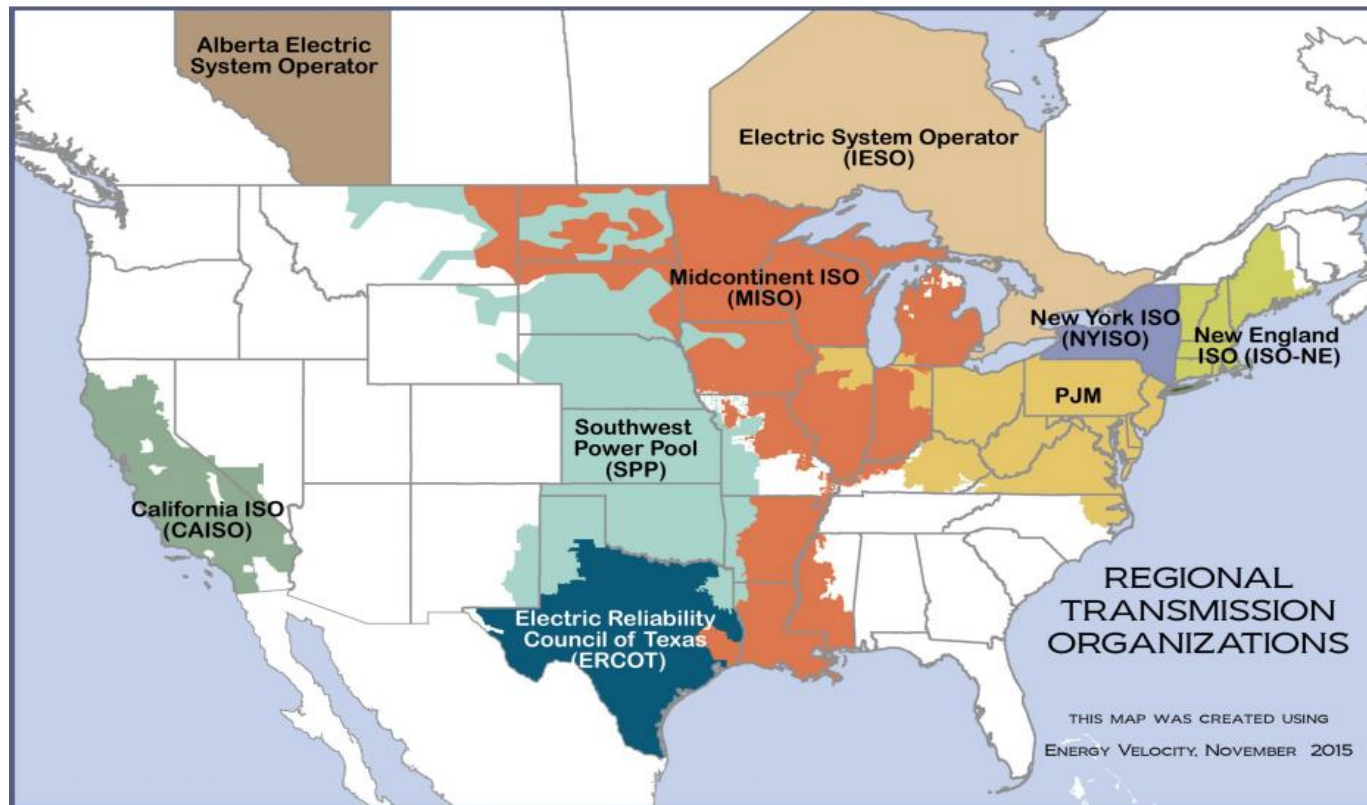 Alberta Electric
System Operator
Electric System Operator
(IESO)
Midcontinent ISO
(MISO)
New York ISO
(NYISO)
New England
ISO (ISO-NE)
PJM
Southwest
Power Pool
(SPP)
California ISO
(CAISO)
Electric Reliability
Council of Texas
(ERCOT)
REGIONAL
TRANSMISSION
ORGANIZATIONS
THIS MAP WAS CREATED USING
ENERGY VELOCITY, NOVEMBER 2015